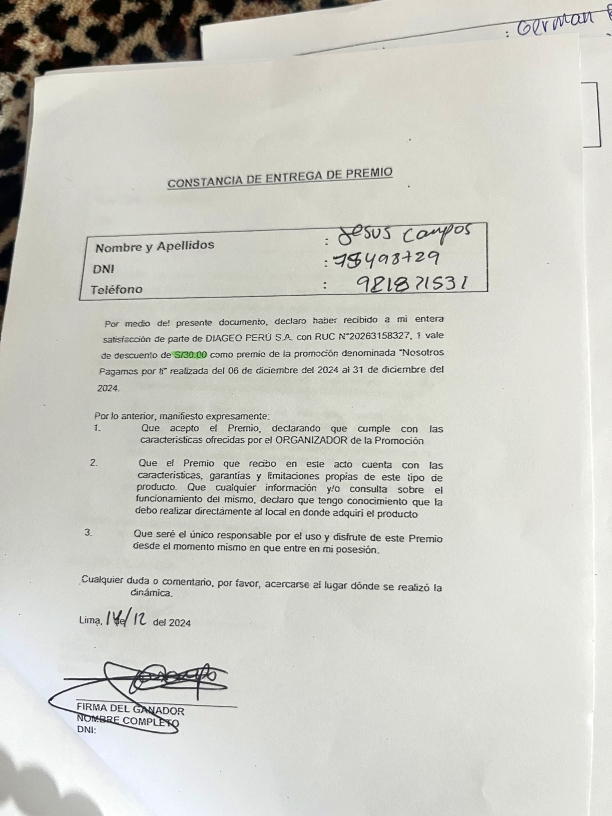 : German
CONSTANCIA DE ENTREGA DE PREMIO
Nombre y Apellidos : Jesus Campos
DNI : 78498729
Teléfono : 981871531
Por medio del presente documento, declaro haber recibido a mi entera
satisfacción de parte de DIAGEO PERÚ S.A. con RUC N°20263158327, 1 vale
de descuento de S/30.00 como premio de la promoción denominada "Nosotros
Pagamos por ti" realizada del 06 de diciembre del 2024 al 31 de diciembre del
2024.
Por lo anterior, manifiesto expresamente:
1. Que acepto el Premio, declarando que cumple con las
características ofrecidas por el ORGANIZADOR de la Promoción
2. Que el Premio que recibo en este acto cuenta con las
características, garantías y limitaciones propias de este tipo de
producto. Que cualquier información y/o consulta sobre el
funcionamiento del mismo, declaro que tengo conocimiento que la
debo realizar directamente al local en donde adquirí el producto
3. Que seré el único responsable por el uso y disfrute de este Premio
desde el momento mismo en que entre en mi posesión.
Cualquier duda o comentario, por favor, acercarse al lugar dónde se realizó la
dinámica.
Lima, 14/12 del 2024
FIRMA DEL GANADOR
NOMBRE COMPLETO
DNI: